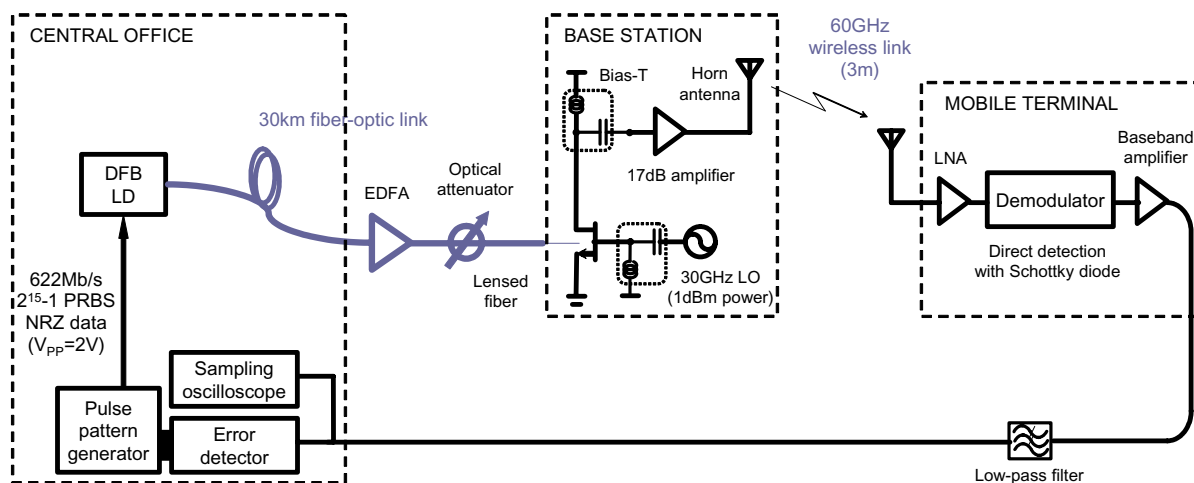 CENTRAL OFFICE
30km fiber-optic link
DFB
LD
622Mb/s
2¹⁵-1 PRBS
NRZ data
(V_PP=2V)
Pulse
pattern
generator
Sampling
oscilloscope
Error
detector
EDFA
Optical
attenuator
Lensed
fiber
BASE STATION
Bias-T
Horn
antenna
17dB amplifier
30GHz LO
(1dBm power)
60GHz
wireless link
(3m)
MOBILE TERMINAL
LNA
Baseband
amplifier
Demodulator
Direct detection
with Schottky diode
Low-pass filter